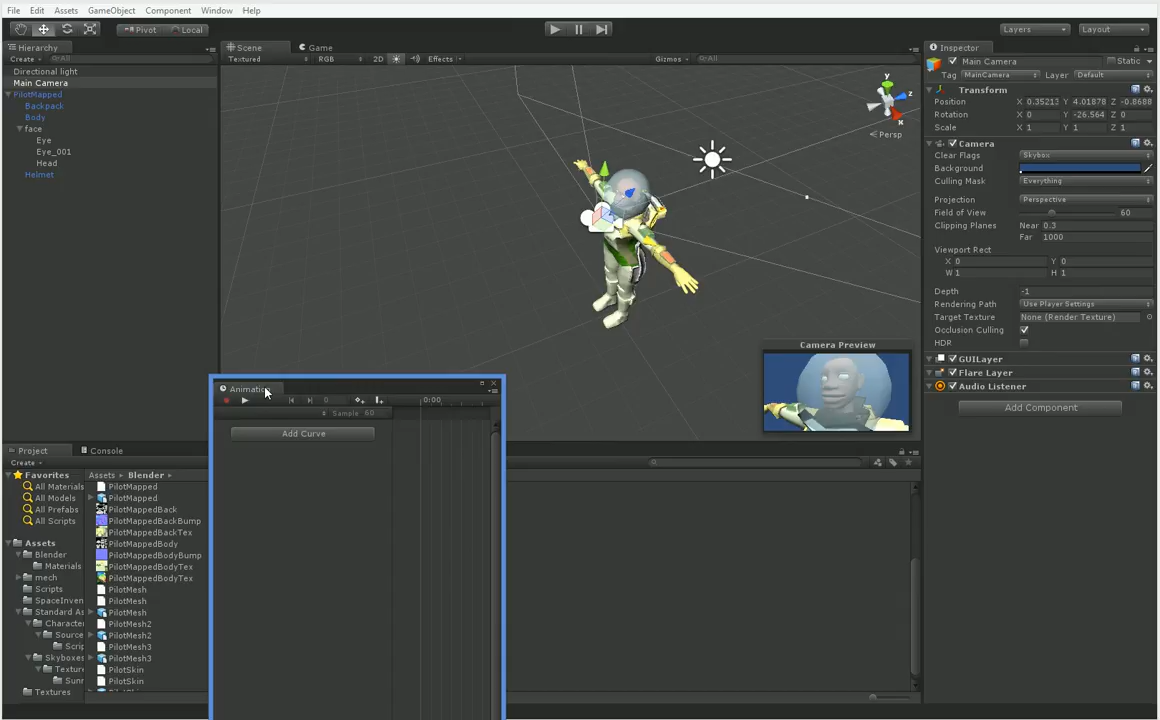 File Edit Assets GameObject Component Window Help
Pivot Local Layers Layout
Hierarchy
Create All
Directional light
Main Camera
PilotMapped
Backpack
Body
face
Eye
Eye_001
Head
Helmet
Scene Game
Textured RGB 2D Effects Gizmos All
y
z
x
Persp
Camera Preview
Inspector
Main Camera Static
Tag MainCamera Layer Default
Transform
Position X 0.35213 Y 4.01878 Z -0.8688
Rotation X 0 Y -26.564 Z 0
Scale X 1 Y 1 Z 1
Camera
Clear Flags Skybox
Background
Culling Mask Everything
Projection Perspective
Field of View 60
Clipping Planes Near 0.3
Far 1000
Viewport Rect
X 0 Y 0
W 1 H 1
Depth -1
Rendering Path Use Player Settings
Target Texture None (Render Texture)
Occlusion Culling
HDR
GUILayer
Flare Layer
Audio Listener
Add Component
Animation
0 0:00
Sample 60
Add Curve
Project Console
Create
Favorites
All Materials
All Models
All Prefabs
All Scripts
Assets
Blender
Materials
mech
Scripts
SpaceInven
Standard As
Character
Source
Scrip
Skyboxes
Textur
Sunn
Textures
Assets Blender
PilotMapped
PilotMapped
PilotMappedBack
PilotMappedBackBump
PilotMappedBackTex
PilotMappedBody
PilotMappedBodyBump
PilotMappedBodyTex
PilotMappedBodyTex
PilotMesh
PilotMesh
PilotMesh
PilotMesh2
PilotMesh2
PilotMesh3
PilotMesh3
PilotSkin
PilotSkin